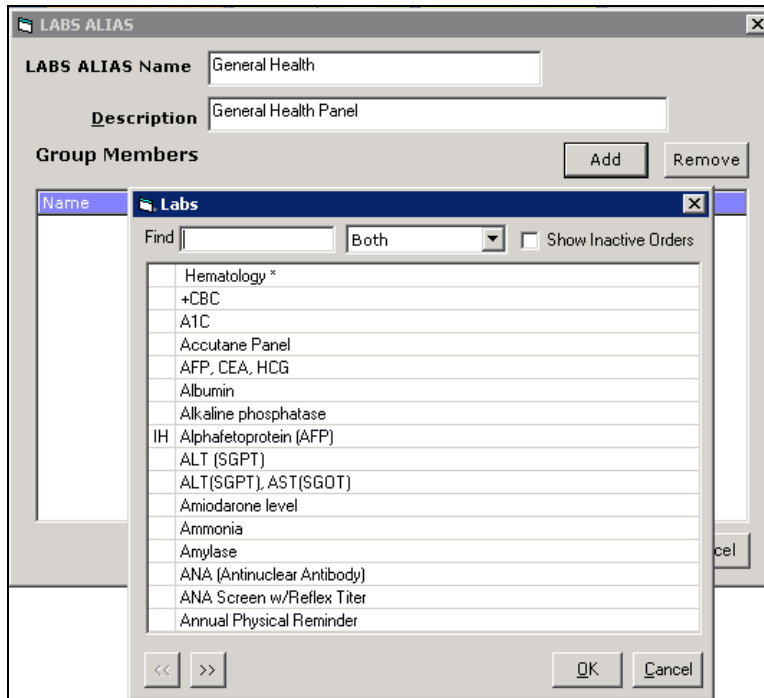 LABS ALIAS
LABS ALIAS Name General Health
Description General Health Panel
Group Members Add Remove
Name
Labs
Find Both Show Inactive Orders
Hematology *
+CBC
A1C
Accutane Panel
AFP, CEA, HCG
Albumin
Alkaline phosphatase
IH Alphafetoprotein (AFP)
ALT (SGPT)
ALT(SGPT), AST(SGOT)
Amiodarone level
Ammonia
Amylase
ANA (Antinuclear Antibody)
ANA Screen w/Reflex Titer
Annual Physical Reminder
cel
<< >> OK Cancel